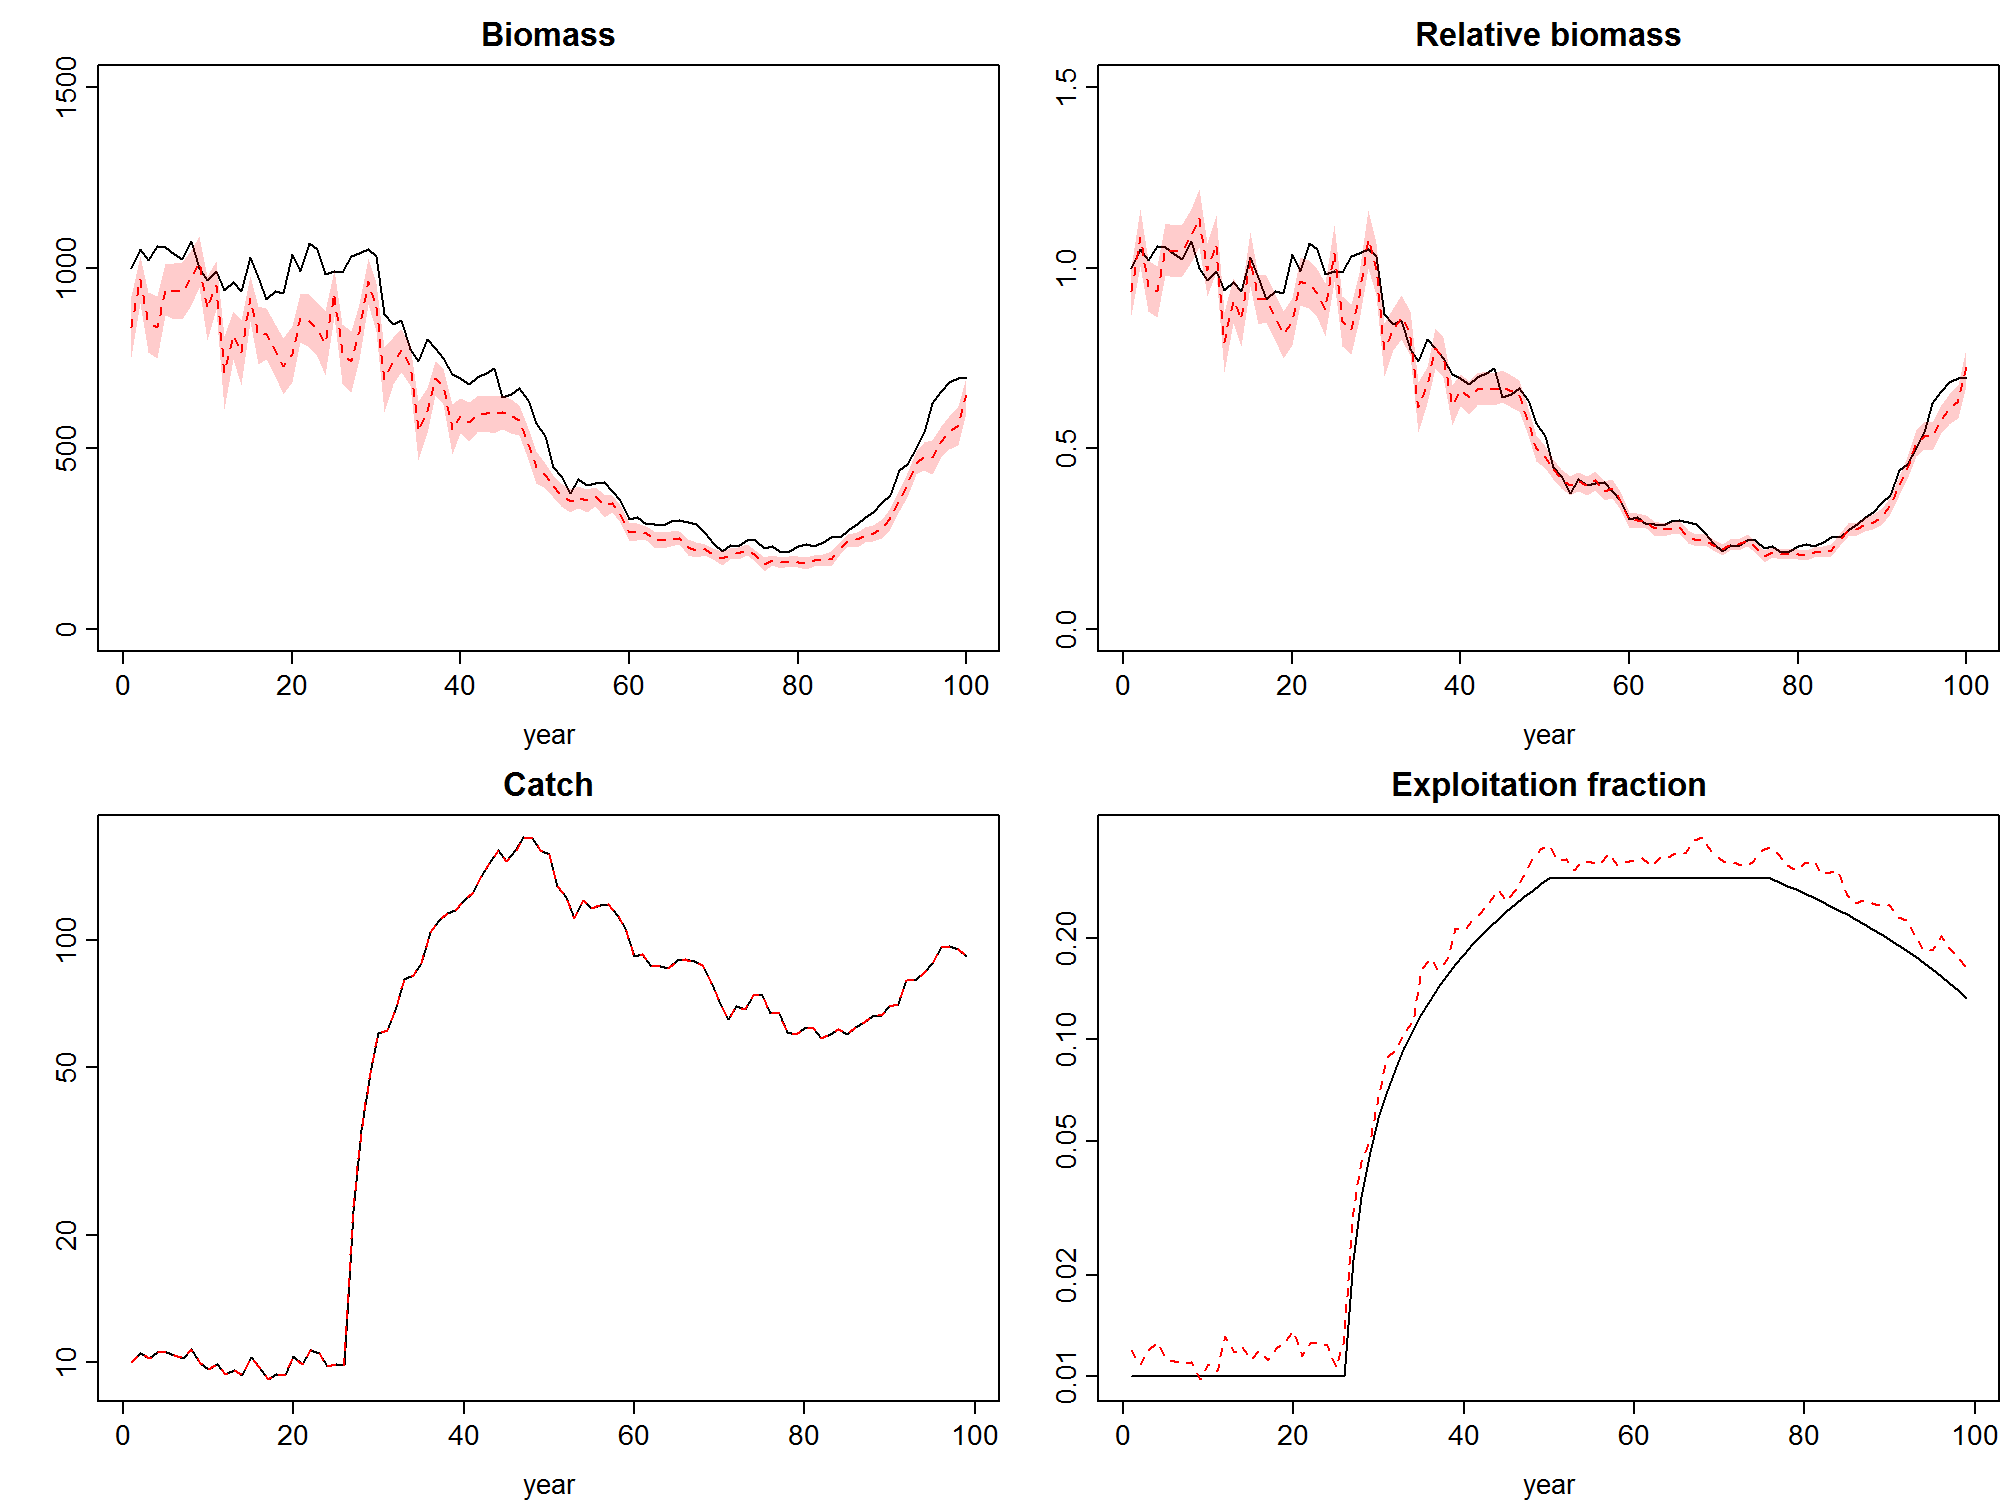 Biomass
1500
1000
500
0
0 20 40 60 80 100
year
Relative biomass
1.5
1.0
0.5
0.0
0 20 40 60 80 100
year
Catch
100
50
20
10
0 20 40 60 80 100
year
Exploitation fraction
0.20
0.10
0.05
0.02
0.01
0 20 40 60 80 100
year